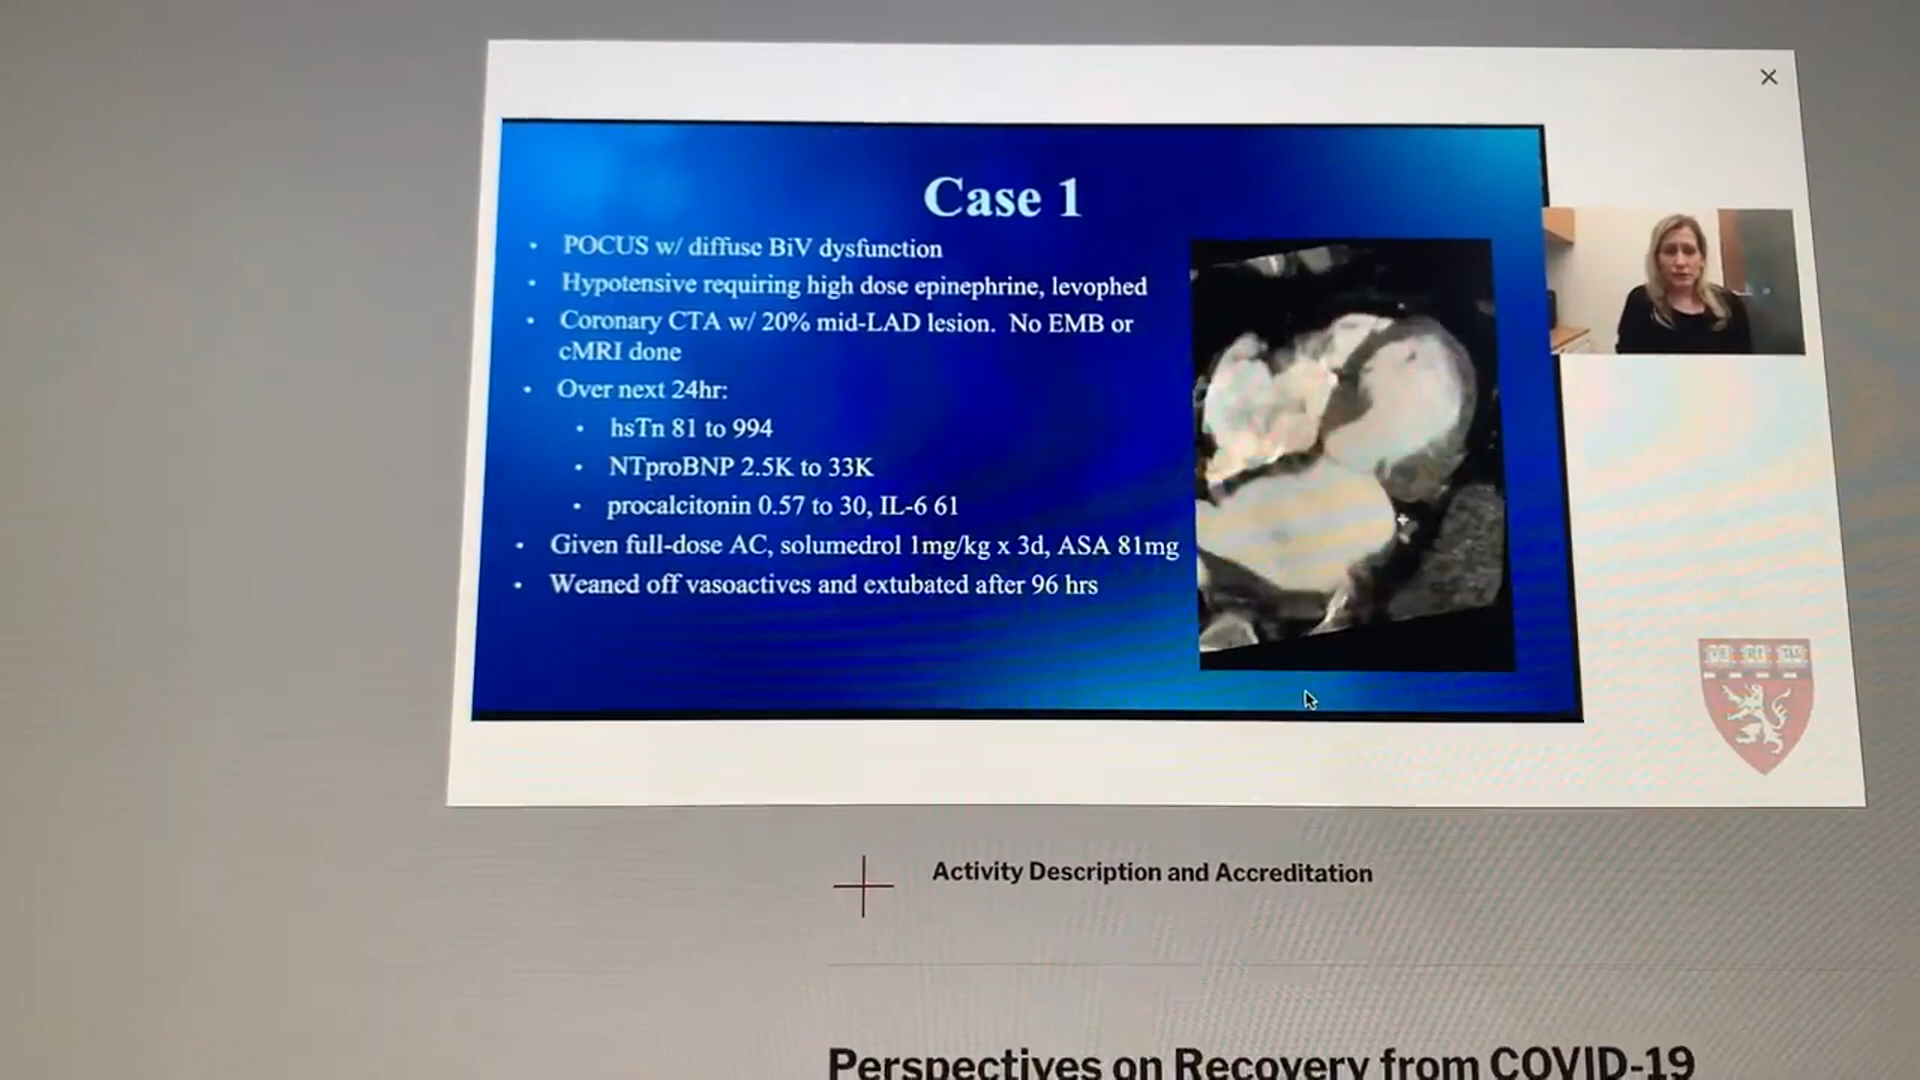 Case 1
• POCUS w/ diffuse BiV dysfunction
• Hypotensive requiring high dose epinephrine, levophed
• Coronary CTA w/ 20% mid-LAD lesion. No EMB or
cMRI done
• Over next 24hr:
• hsTn 81 to 994
• NTproBNP 2.5K to 33K
• procalcitonin 0.57 to 30, IL-6 61
• Given full-dose AC, solumedrol 1mg/kg x 3d, ASA 81mg
• Weaned off vasoactives and extubated after 96 hrs
VE RI TAS
Activity Description and Accreditation
Perspectives on Recovery from COVID-19